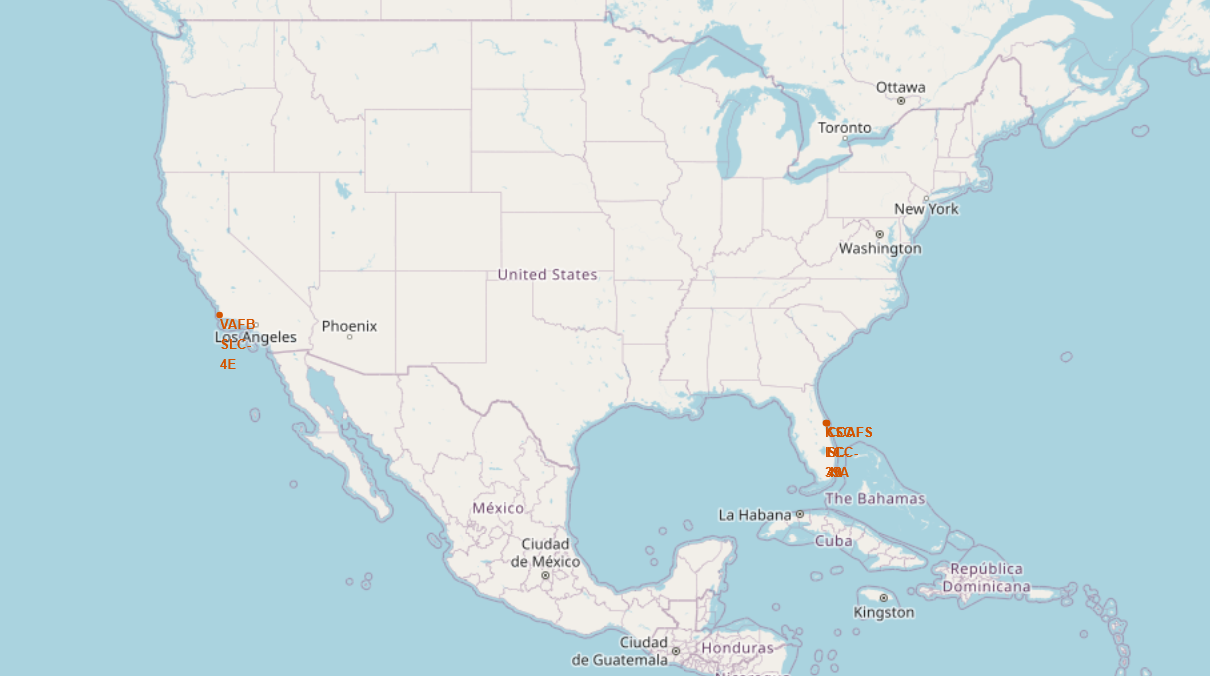 Ottawa
Toronto
New York
Washington
United States
VAFB
SLC-
4E
Los Angeles
Phoenix
The Bahamas
La Habana
México
Cuba
Ciudad
de México
República
Dominicana
Kingston
Ciudad
de Guatemala
Honduras